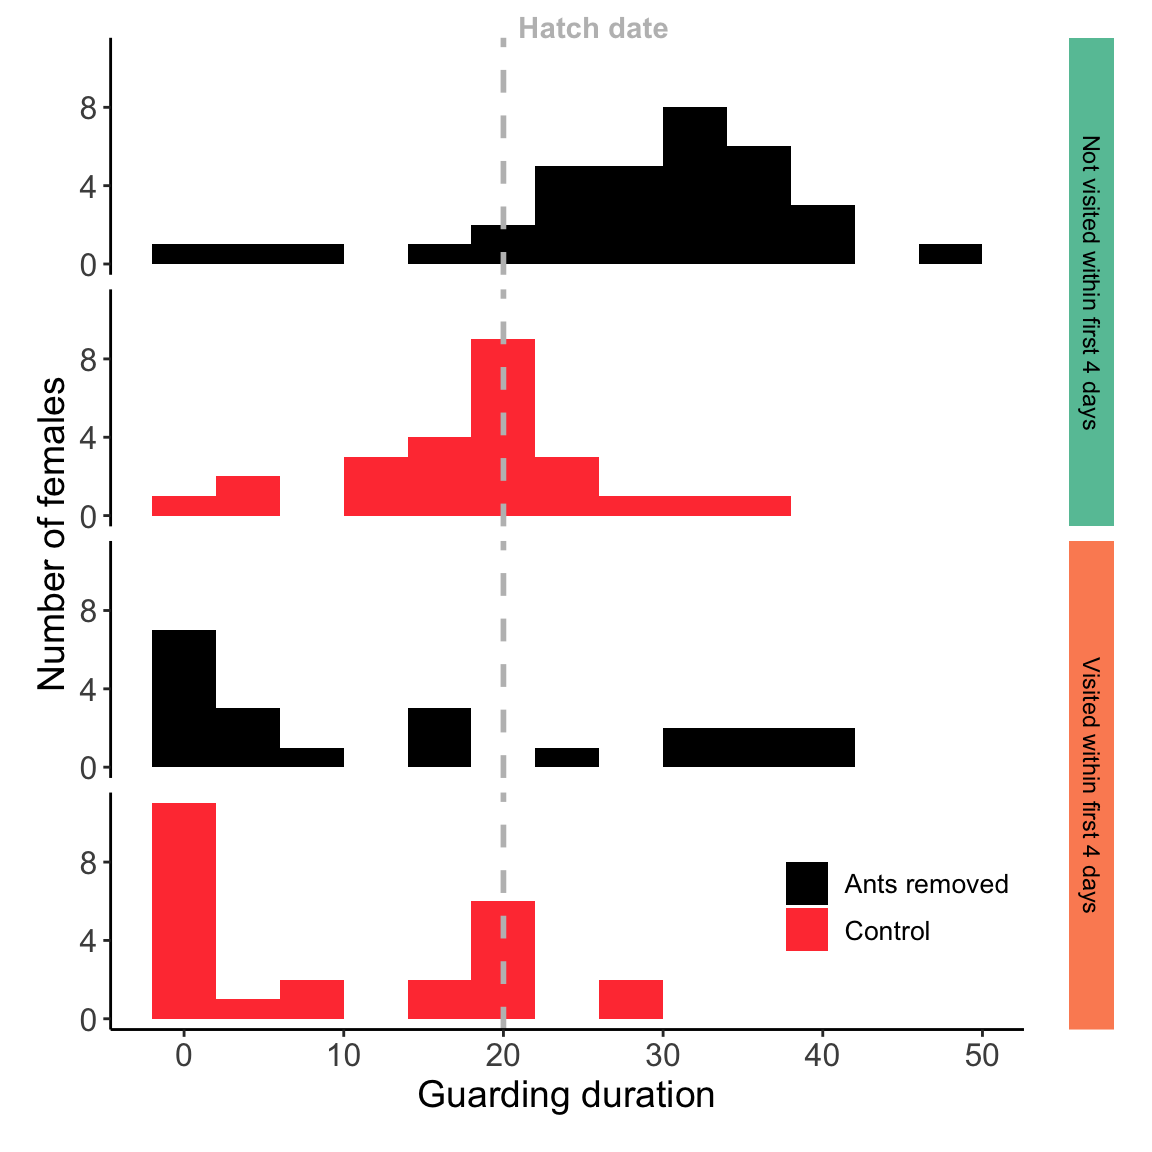 Hatch date
8
4
0
8
4
0
8
4
0
8
4
0
Number of females
Not visited within first 4 days
Visited within first 4 days
Ants removed
Control
0 10 20 30 40 50
Guarding duration